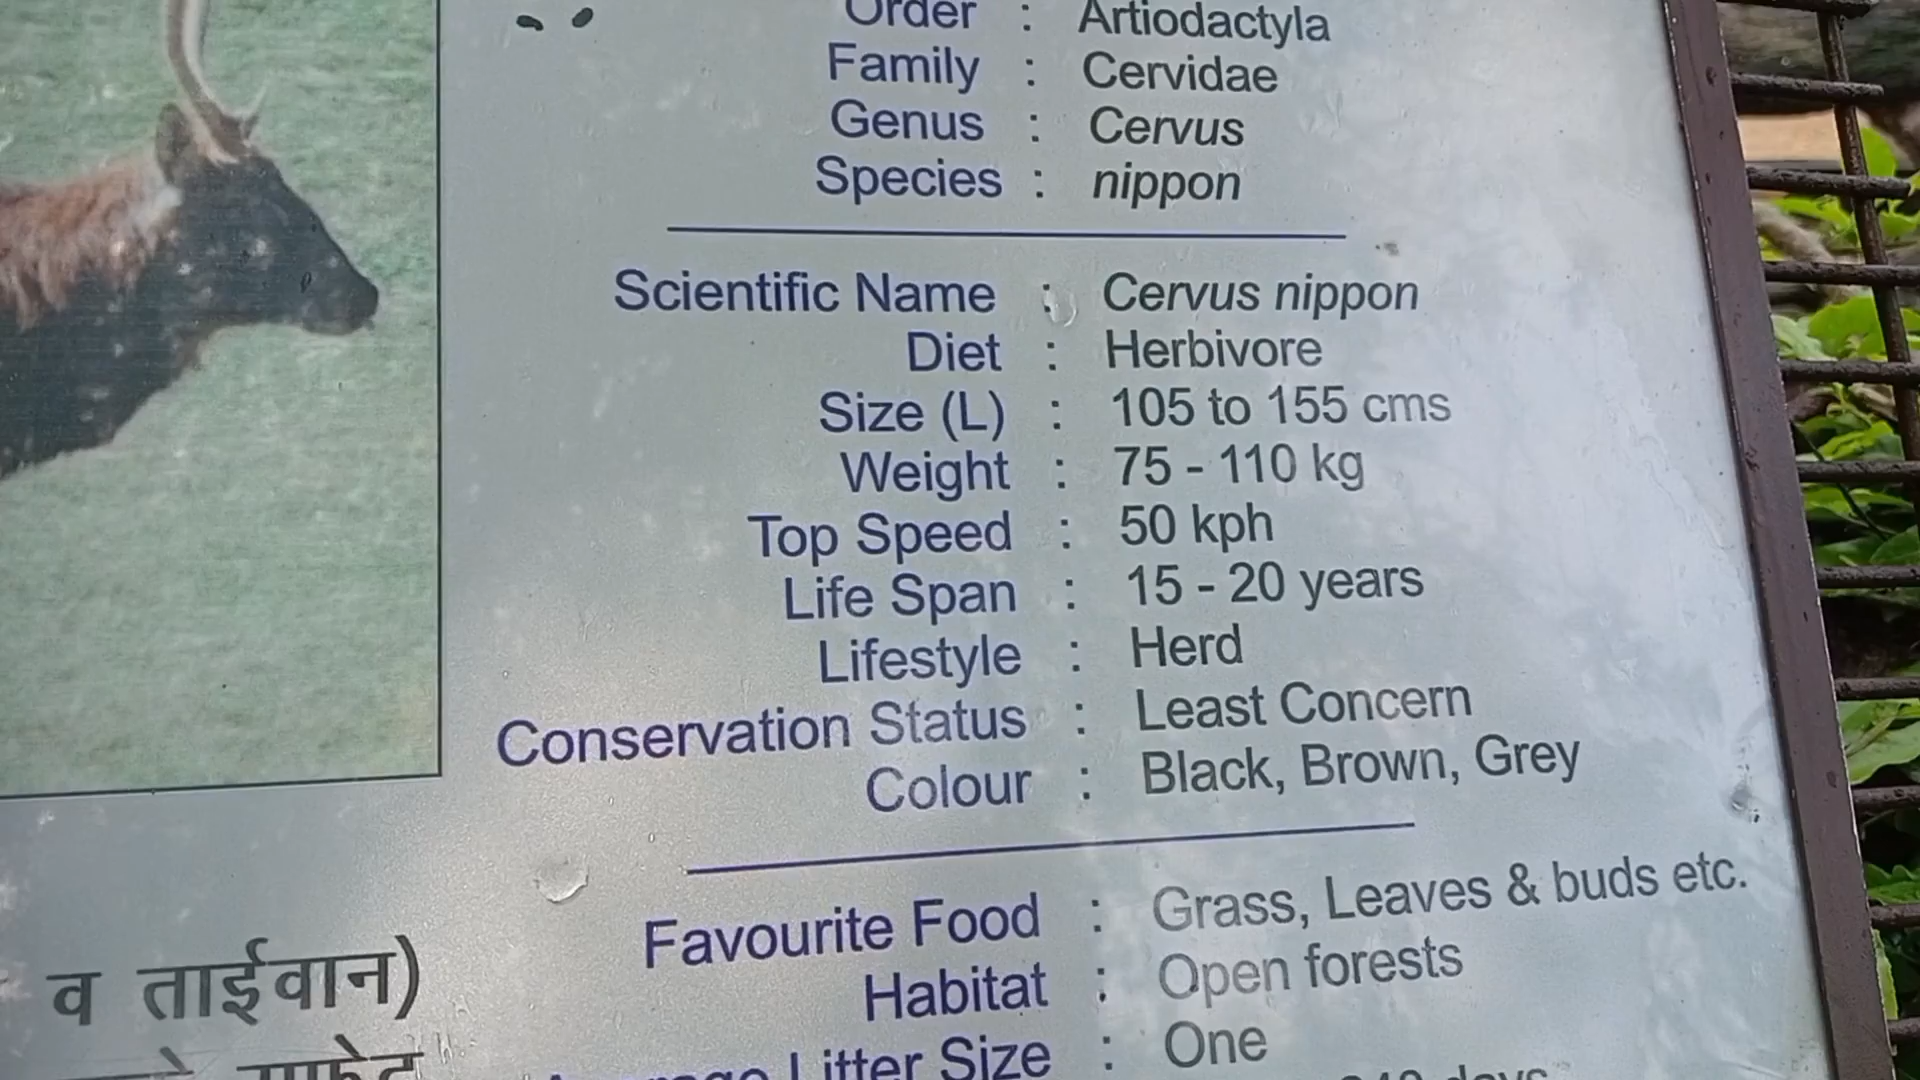 Order : Artiodactyla
Family : Cervidae
Genus : Cervus
Species : nippon
Scientific Name : Cervus nippon
Diet : Herbivore
Size (L) : 105 to 155 cms
Weight : 75 - 110 kg
Top Speed : 50 kph
Life Span : 15 - 20 years
Lifestyle : Herd
Conservation Status : Least Concern
Colour : Black, Brown, Grey
Favourite Food : Grass, Leaves & buds etc.
Habitat : Open forests
Litter Size : One
days
व ताईवान)